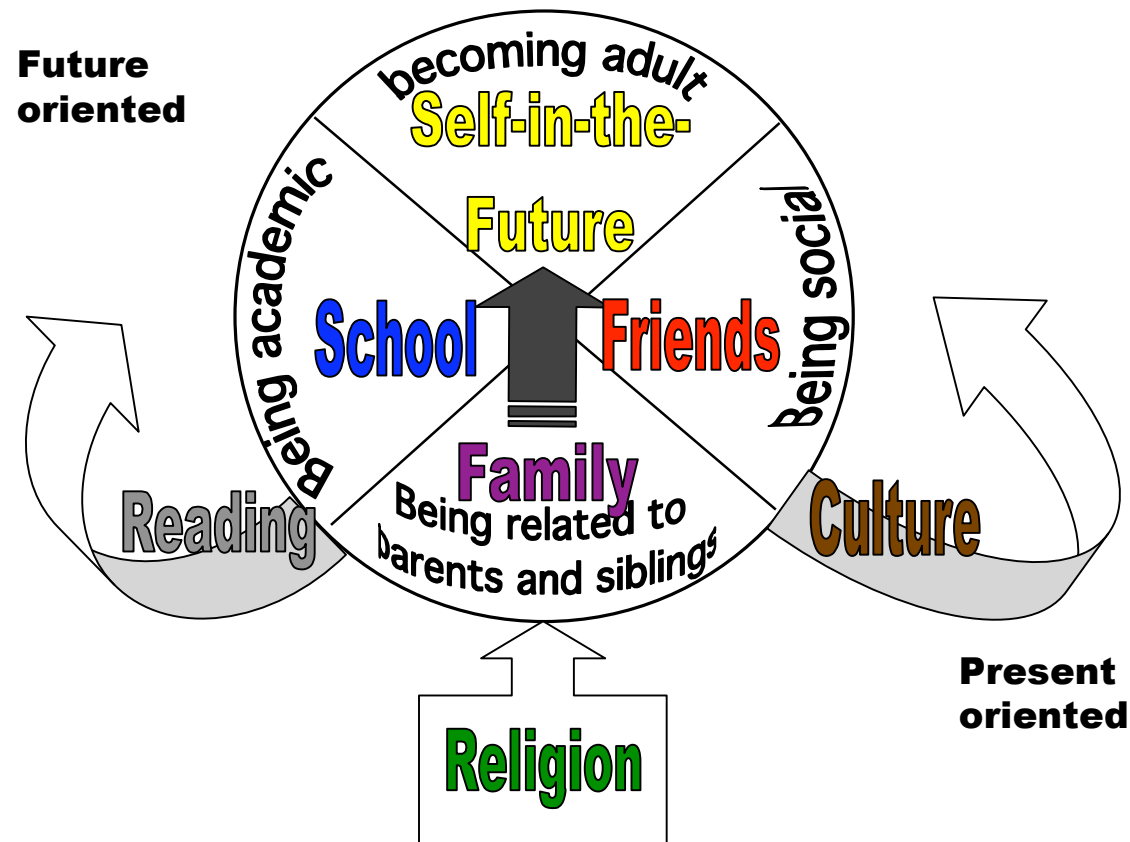 Future
oriented
becoming adult
Self-in-the-
Future
Being academic
School
Friends
Being social
Family
Being related to
parents and siblings
Reading
Culture
Religion
Present
oriented